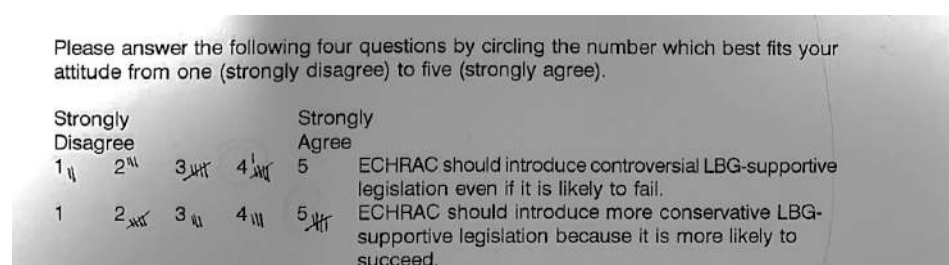 Please answer the following four questions by circling the number which best fits your
attitude from one (strongly disagree) to five (strongly agree).
Strongly Strongly
Disagree Agree
1 2 3 4 5 ECHRAC should introduce controversial LBG-supportive
legislation even if it is likely to fail.
1 2 3 4 5 ECHRAC should introduce more conservative LBG-
supportive legislation because it is more likely to
succeed.